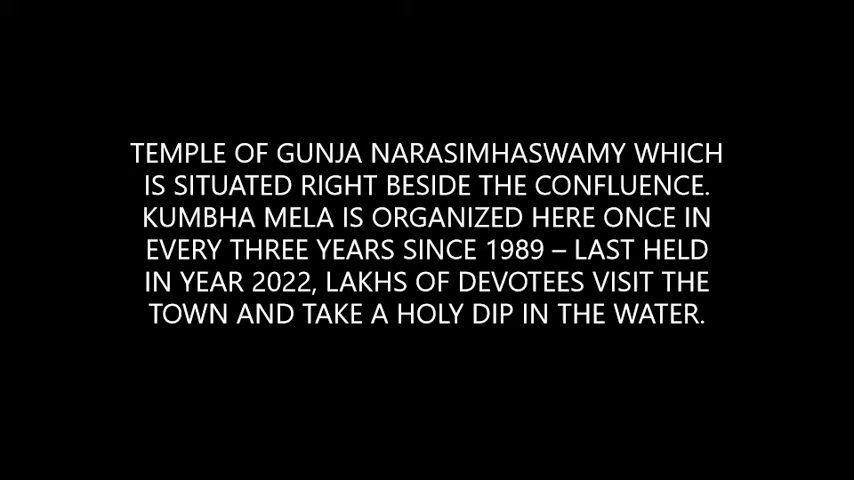 TEMPLE OF GUNJA NARASIMHASWAMY WHICH
IS SITUATED RIGHT BESIDE THE CONFLUENCE.
KUMBHA MELA IS ORGANIZED HERE ONCE IN
EVERY THREE YEARS SINCE 1989 – LAST HELD
IN YEAR 2022, LAKHS OF DEVOTEES VISIT THE
TOWN AND TAKE A HOLY DIP IN THE WATER.